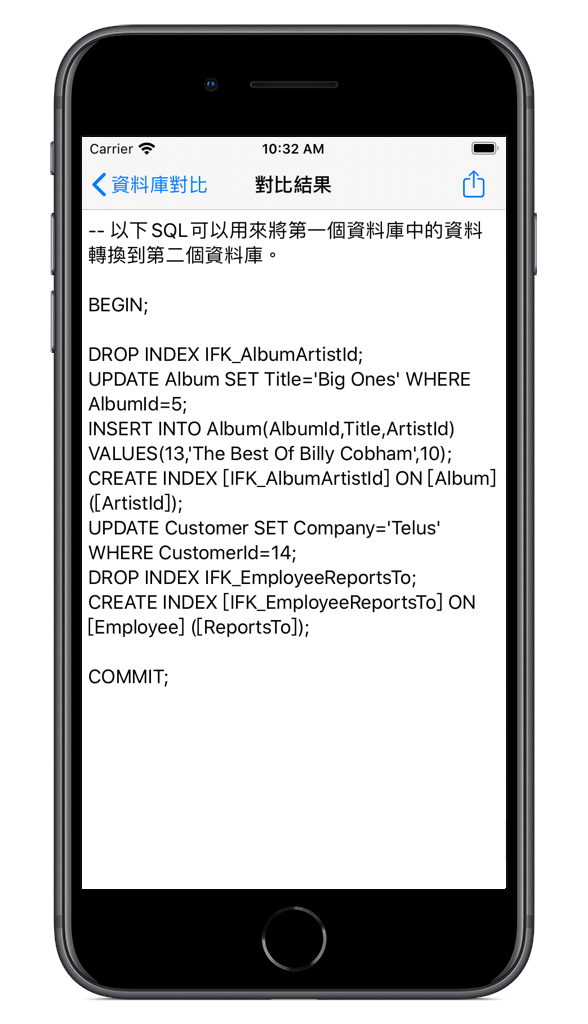 Carrier 10:32 AM
資料庫對比 對比結果
-- 以下SQL可以用來將第一個資料庫中的資料
轉換到第二個資料庫。
BEGIN;
DROP INDEX IFK_AlbumArtistId;
UPDATE Album SET Title='Big Ones' WHERE
AlbumId=5;
INSERT INTO Album(AlbumId,Title,ArtistId)
VALUES(13,'The Best Of Billy Cobham',10);
CREATE INDEX [IFK_AlbumArtistId] ON [Album]
([ArtistId]);
UPDATE Customer SET Company='Telus'
WHERE CustomerId=14;
DROP INDEX IFK_EmployeeReportsTo;
CREATE INDEX [IFK_EmployeeReportsTo] ON
[Employee] ([ReportsTo]);
COMMIT;